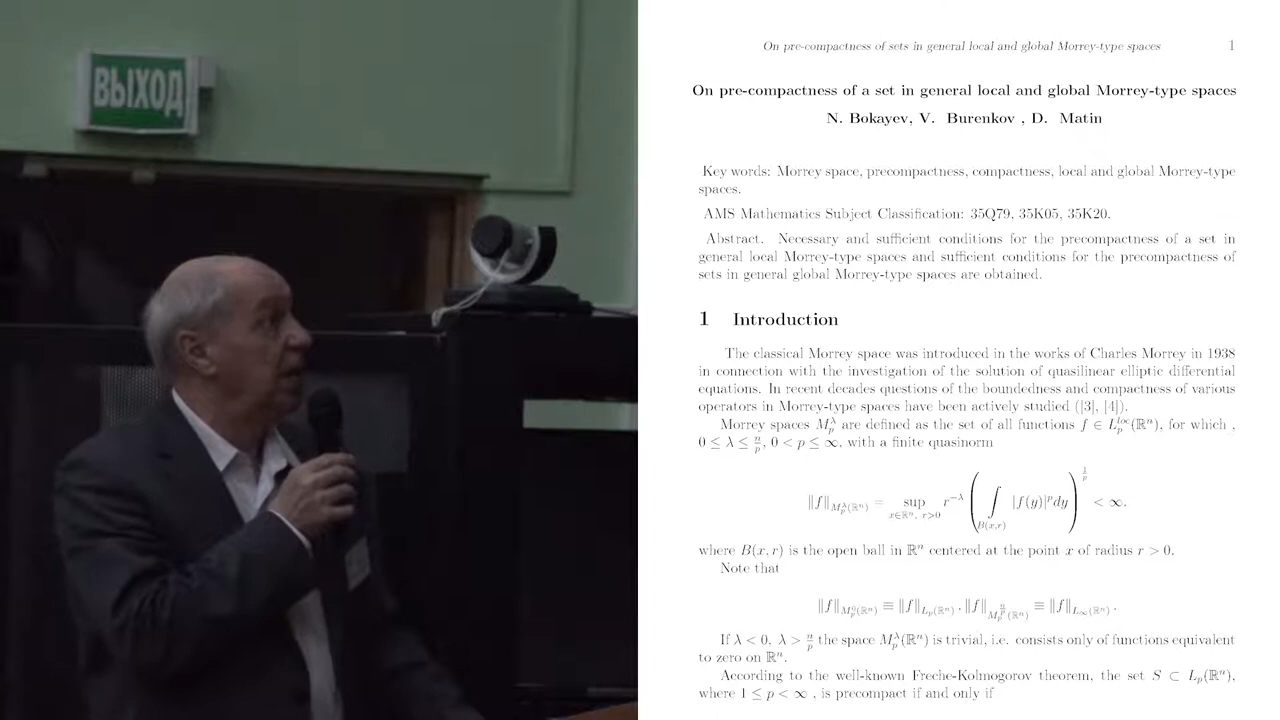 ВЫХОД
On pre-compactness of sets in general local and global Morrey-type spaces 1
On pre-compactness of a set in general local and global Morrey-type spaces
N. Bokayev, V. Burenkov , D. Matin
Key words: Morrey space, precompactness, compactness, local and global Morrey-type
spaces.
AMS Mathematics Subject Classification: 35Q79, 35K05, 35K20.
Abstract. Necessary and sufficient conditions for the precompactness of a set in
general local Morrey-type spaces and sufficient conditions for the precompactness of
sets in general global Morrey-type spaces are obtained.
1 Introduction
The classical Morrey space was introduced in the works of Charles Morrey in 1938
in connection with the investigation of the solution of quasilinear elliptic differential
equations. In recent decades questions of the boundedness and compactness of various
operators in Morrey-type spaces have been actively studied ([3], [4]).
Morrey spaces M_p^λ are defined as the set of all functions f ∈ L_p^{loc}(ℝ^n), for which ,
0 ≤ λ ≤ n/p, 0 < p ≤ ∞, with a finite quasinorm
‖f‖_{M_p^λ(ℝ^n)} = sup_{x∈ℝ^n, r>0} r^{-λ} ( ∫_{B(x,r)} |f(y)|^p dy )^{1/p} < ∞.
where B(x, r) is the open ball in ℝ^n centered at the point x of radius r > 0.
Note that
‖f‖_{M_p^0(ℝ^n)} ≡ ‖f‖_{L_p(ℝ^n)}, ‖f‖_{M_p^{n/p}(ℝ^n)} ≡ ‖f‖_{L_∞(ℝ^n)}.
If λ < 0, λ > n/p the space M_p^λ(ℝ^n) is trivial, i.e. consists only of functions equivalent
to zero on ℝ^n.
According to the well-known Freche-Kolmogorov theorem, the set S ⊂ L_p(ℝ^n),
where 1 ≤ p < ∞ , is precompact if and only if